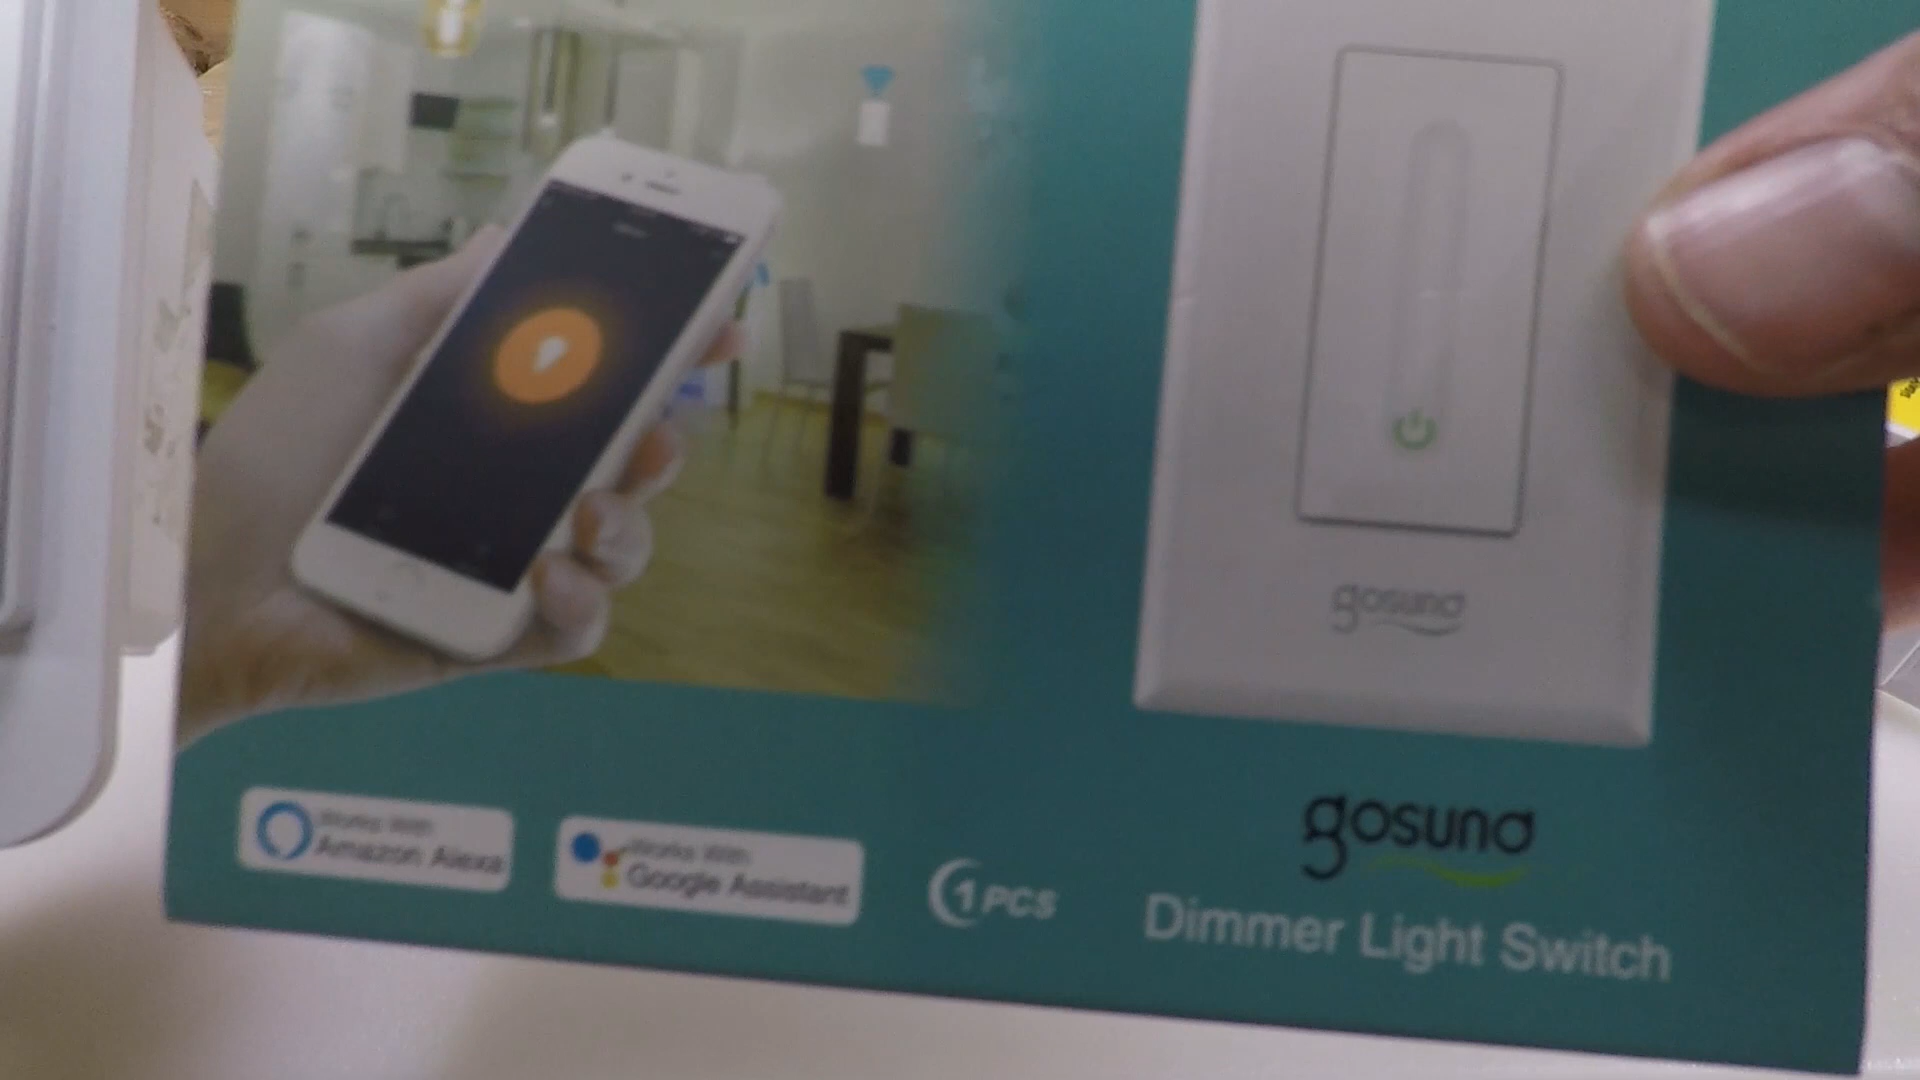 gosund
Works With
Amazon Alexa
Works With
Google Assistant
1 PCS
gosund
Dimmer Light Switch